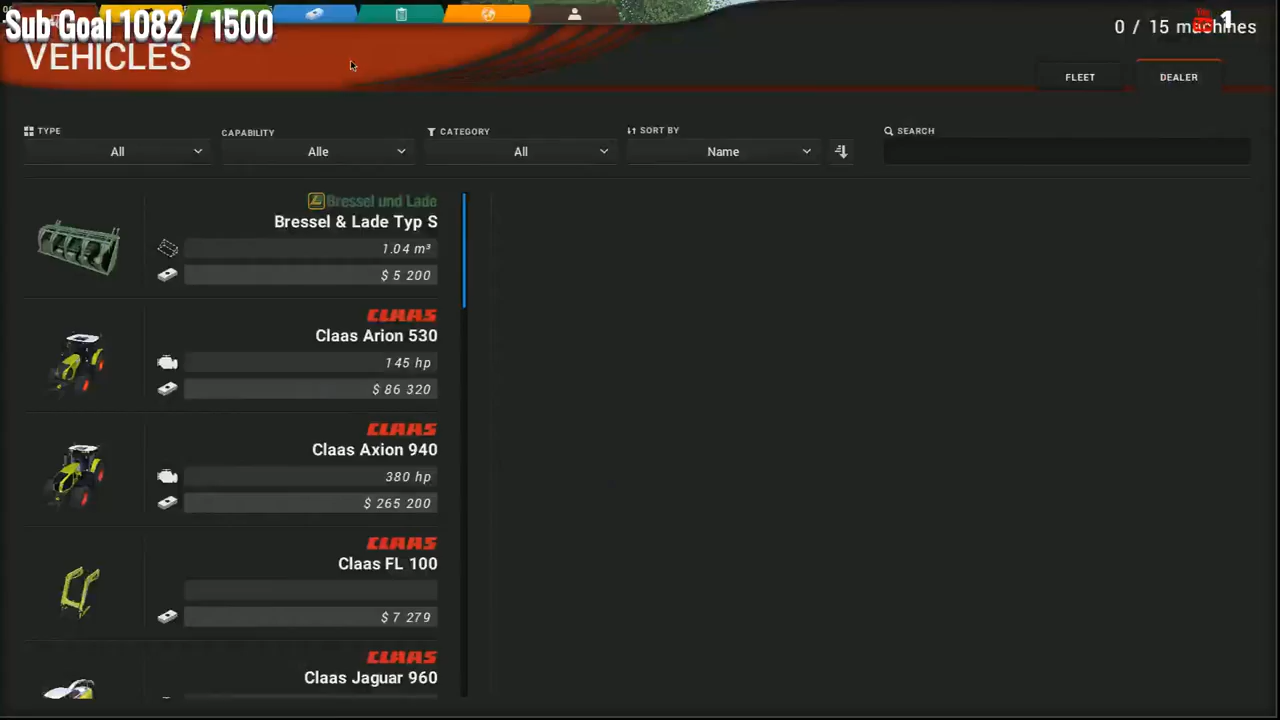 Sub Goal 1082 / 1500
1
0 / 15 machines
VEHICLES
FLEET
DEALER
TYPE
CAPABILITY
CATEGORY
SORT BY
SEARCH
All
Alle
All
Name
Bressel und Lade
Bressel & Lade Typ S
1.04 m³
$ 5 200
CLAAS
Claas Arion 530
145 hp
$ 86 320
CLAAS
Claas Axion 940
380 hp
$ 265 200
CLAAS
Claas FL 100
$ 7 279
CLAAS
Claas Jaguar 960